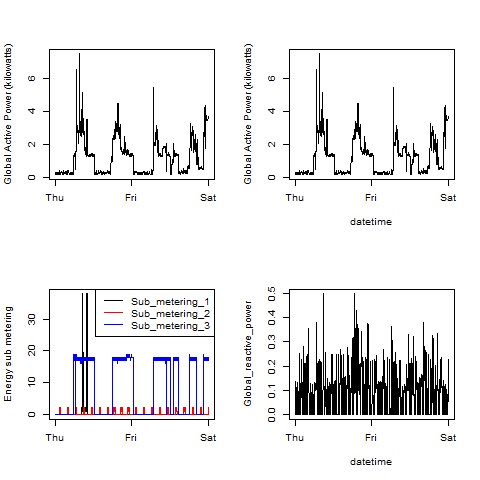 Global Active Power (kilowatts)
0 2 4 6
Thu Fri Sat
Global Active Power (kilowatts)
0 2 4 6
Thu Fri Sat
datetime
Energy sub metering
0 10 20 30
Sub_metering_1
Sub_metering_2
Sub_metering_3
Thu Fri Sat
Global_reactive_power
0.0 0.1 0.2 0.3 0.4 0.5
Thu Fri Sat
datetime